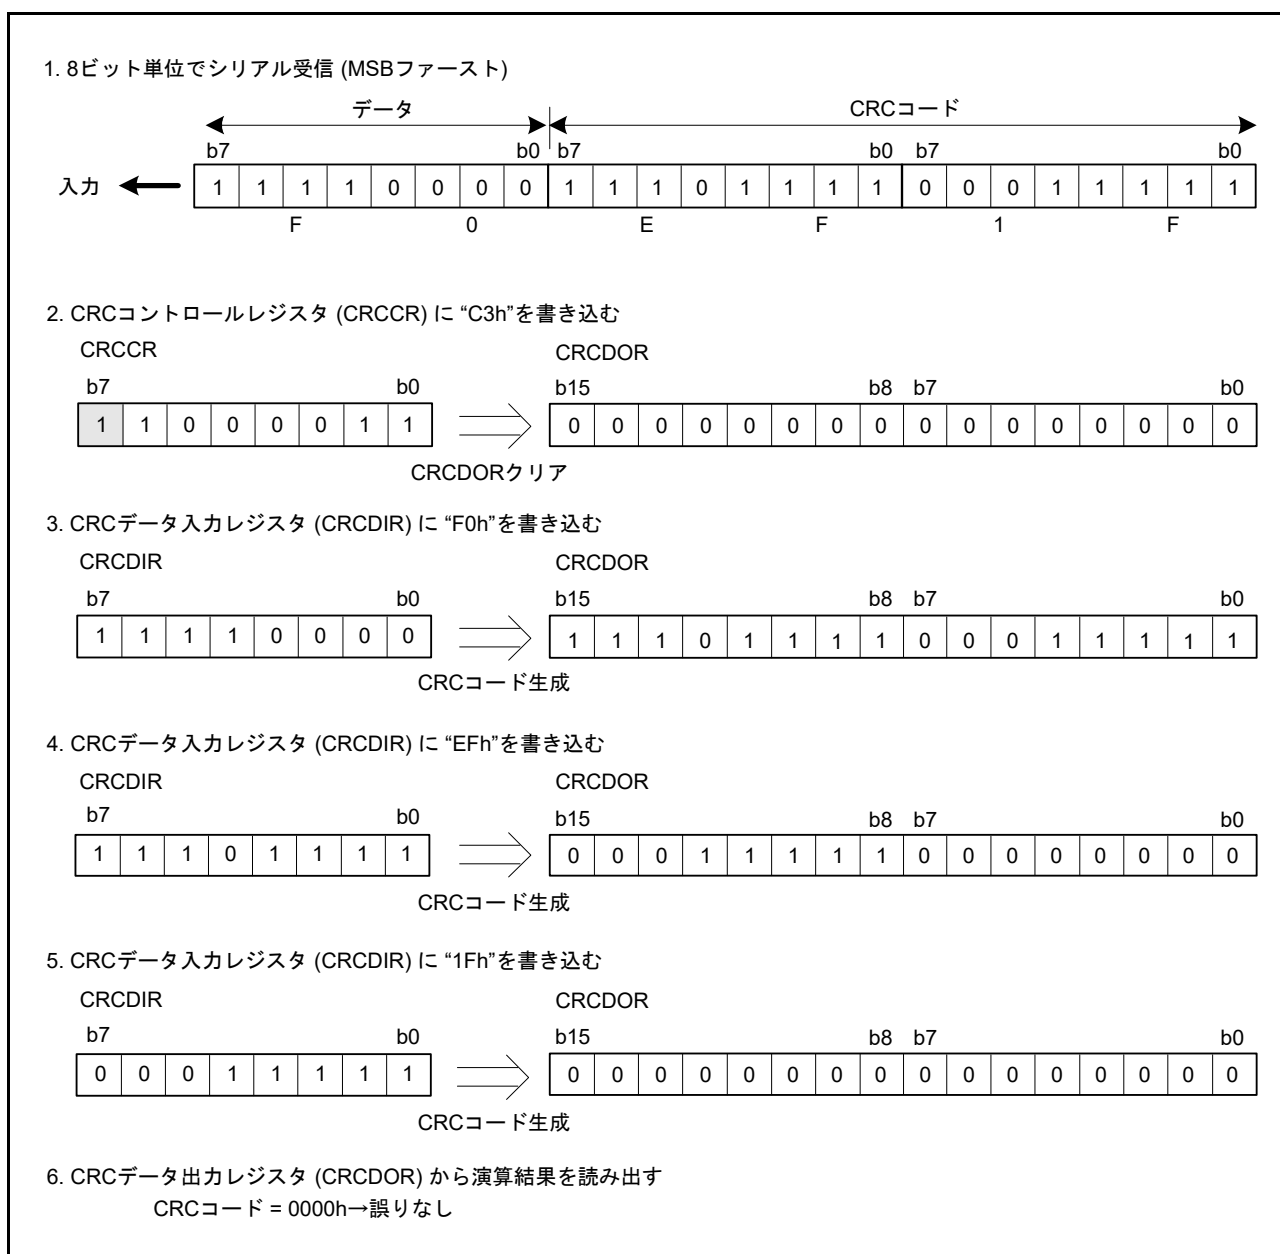 1. 8ビット単位でシリアル受信 (MSBファースト)
データ CRCコード
b7 b0 b7 b0 b7 b0
入力 1 1 1 1 0 0 0 0 1 1 1 0 1 1 1 1 0 0 0 1 1 1 1 1
F 0 E F 1 F
2. CRCコントロールレジスタ (CRCCR) に “C3h”を書き込む
CRCCR CRCDOR
b7 b0 b15 b8 b7 b0
1 1 0 0 0 0 1 1 0 0 0 0 0 0 0 0 0 0 0 0 0 0 0 0
CRCDORクリア
3. CRCデータ入力レジスタ (CRCDIR) に “F0h”を書き込む
CRCDIR CRCDOR
b7 b0 b15 b8 b7 b0
1 1 1 1 0 0 0 0 1 1 1 0 1 1 1 1 0 0 0 1 1 1 1 1
CRCコード生成
4. CRCデータ入力レジスタ (CRCDIR) に “EFh”を書き込む
CRCDIR CRCDOR
b7 b0 b15 b8 b7 b0
1 1 1 0 1 1 1 1 0 0 0 1 1 1 1 1 0 0 0 0 0 0 0 0
CRCコード生成
5. CRCデータ入力レジスタ (CRCDIR) に “1Fh”を書き込む
CRCDIR CRCDOR
b7 b0 b15 b8 b7 b0
0 0 0 1 1 1 1 1 0 0 0 0 0 0 0 0 0 0 0 0 0 0 0 0
CRCコード生成
6. CRCデータ出力レジスタ (CRCDOR) から演算結果を読み出す
CRCコード = 0000h→誤りなし